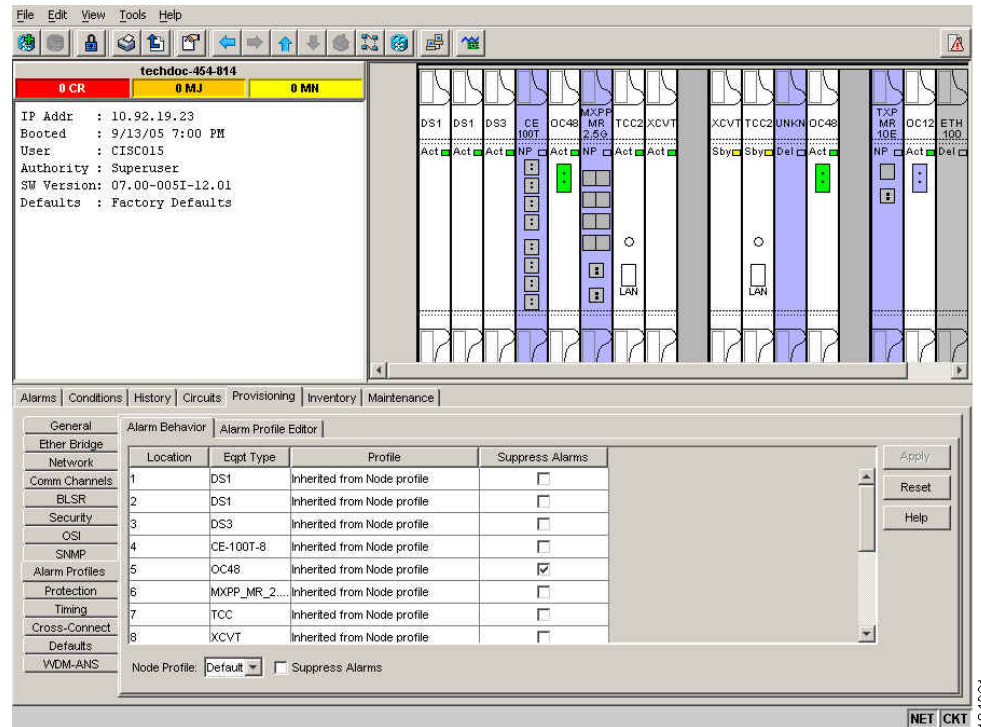 File Edit View Tools Help
techdoc-454-814
0 CR 0 MJ 0 MN
IP Addr : 10.92.19.23
Booted : 9/13/05 7:00 PM
User : CISCO15
Authority : Superuser
SW Version: 07.00-005I-12.01
Defaults : Factory Defaults
DS1 DS1 DS3 CE 100T OC48 MXPP MR 2.5G TCC2 XCVT XCVT TCC2 UNKN OC48 TXP MR 10E OC12 ETH 100
Act Act Act NP Act NP Act Act Sby Sby Del Act NP Act Del
LAN LAN
Alarms Conditions History Circuits Provisioning Inventory Maintenance
General
Ether Bridge
Network
Comm Channels
BLSR
Security
OSI
SNMP
Alarm Profiles
Protection
Timing
Cross-Connect
Defaults
WDM-ANS
Alarm Behavior Alarm Profile Editor
Location Eqpt Type Profile Suppress Alarms
1 DS1 Inherited from Node profile
2 DS1 Inherited from Node profile
3 DS3 Inherited from Node profile
4 CE-100T-8 Inherited from Node profile
5 OC48 Inherited from Node profile
6 MXPP_MR_2.... Inherited from Node profile
7 TCC Inherited from Node profile
8 XCVT Inherited from Node profile
Node Profile: Default Suppress Alarms
Apply
Reset
Help
NET CKT